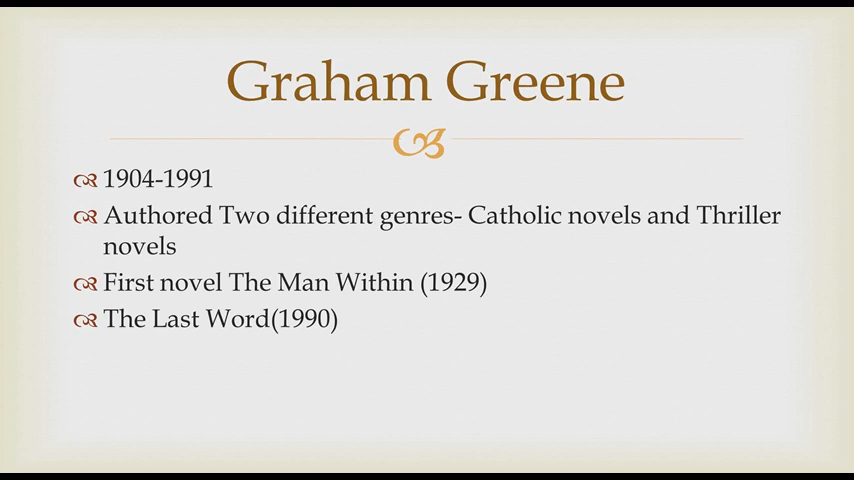 Graham Greene
1904-1991
Authored Two different genres- Catholic novels and Thriller
novels
First novel The Man Within (1929)
The Last Word(1990)